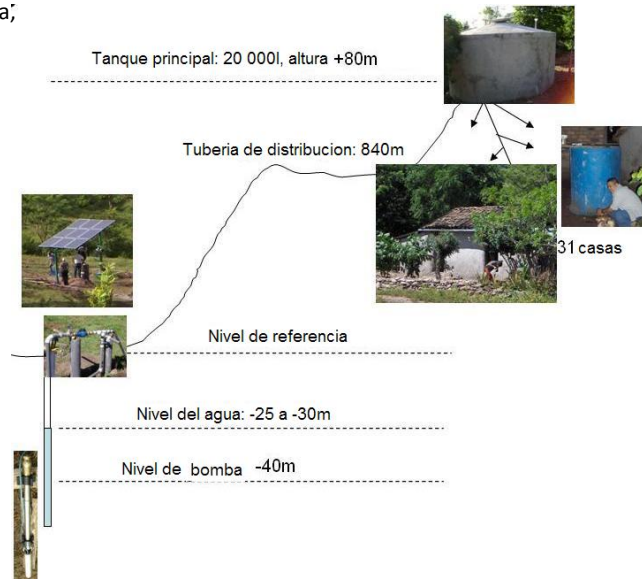 a,
Tanque principal: 20 000l, altura +80m
Tuberia de distribucion: 840m
31 casas
Nivel de referencia
Nivel del agua: -25 a -30m
Nivel de bomba -40m